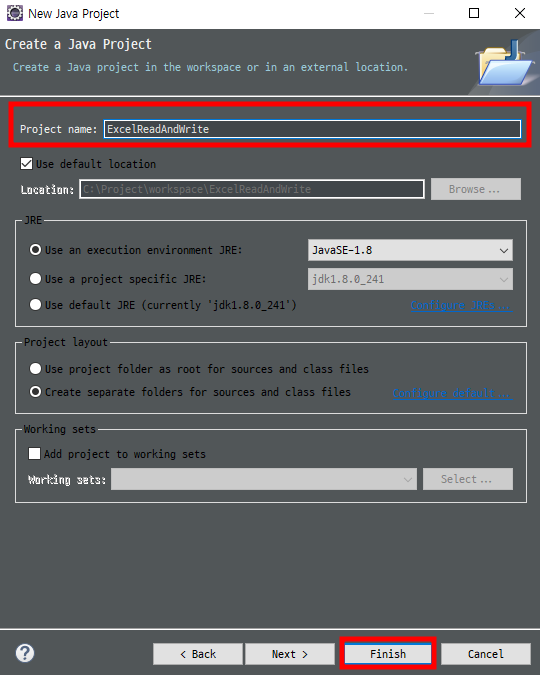 New Java Project
Create a Java Project
Create a Java project in the workspace or in an external location.
Project name: ExcelReadAndWrite
Use default location
Location: C:\Project\workspace\ExcelReadAndWrite Browse...
JRE
Use an execution environment JRE: JavaSE-1.8
Use a project specific JRE: jdk1.8.0_241
Use default JRE (currently 'jdk1.8.0_241') Configure JREs...
Project layout
Use project folder as root for sources and class files
Create separate folders for sources and class files Configure default...
Working sets
Add project to working sets
Working sets: Select...
? < Back Next > Finish Cancel